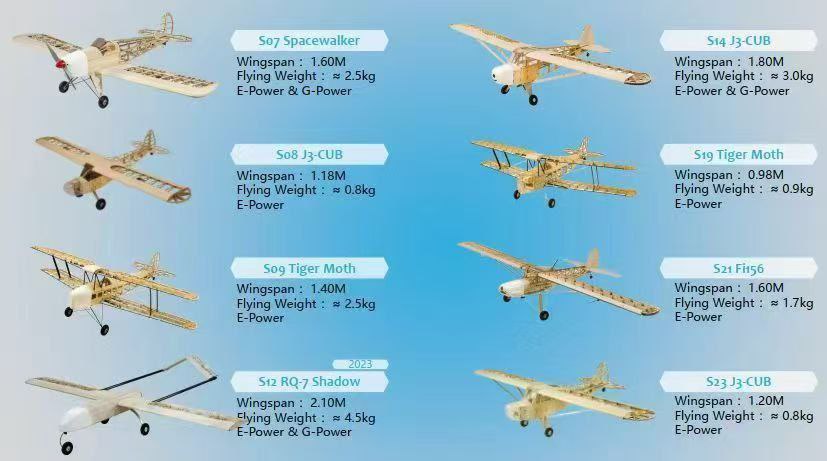 S07 Spacewalker
Wingspan : 1.60M
Flying Weight : ≈ 2.5kg
E-Power & G-Power
S08 J3-CUB
Wingspan : 1.18M
Flying Weight : ≈ 0.8kg
E-Power
S09 Tiger Moth
Wingspan : 1.40M
Flying Weight : ≈ 2.5kg
E-Power
2023
S12 RQ-7 Shadow
Wingspan : 2.10M
Flying Weight : ≈ 4.5kg
E-Power & G-Power
S14 J3-CUB
Wingspan : 1.80M
Flying Weight : ≈ 3.0kg
E-Power & G-Power
S19 Tiger Moth
Wingspan : 0.98M
Flying Weight : ≈ 0.9kg
E-Power
S21 Fi156
Wingspan : 1.60M
Flying Weight : ≈ 1.7kg
E-Power
S23 J3-CUB
Wingspan : 1.20M
Flying Weight : ≈ 0.8kg
E-Power